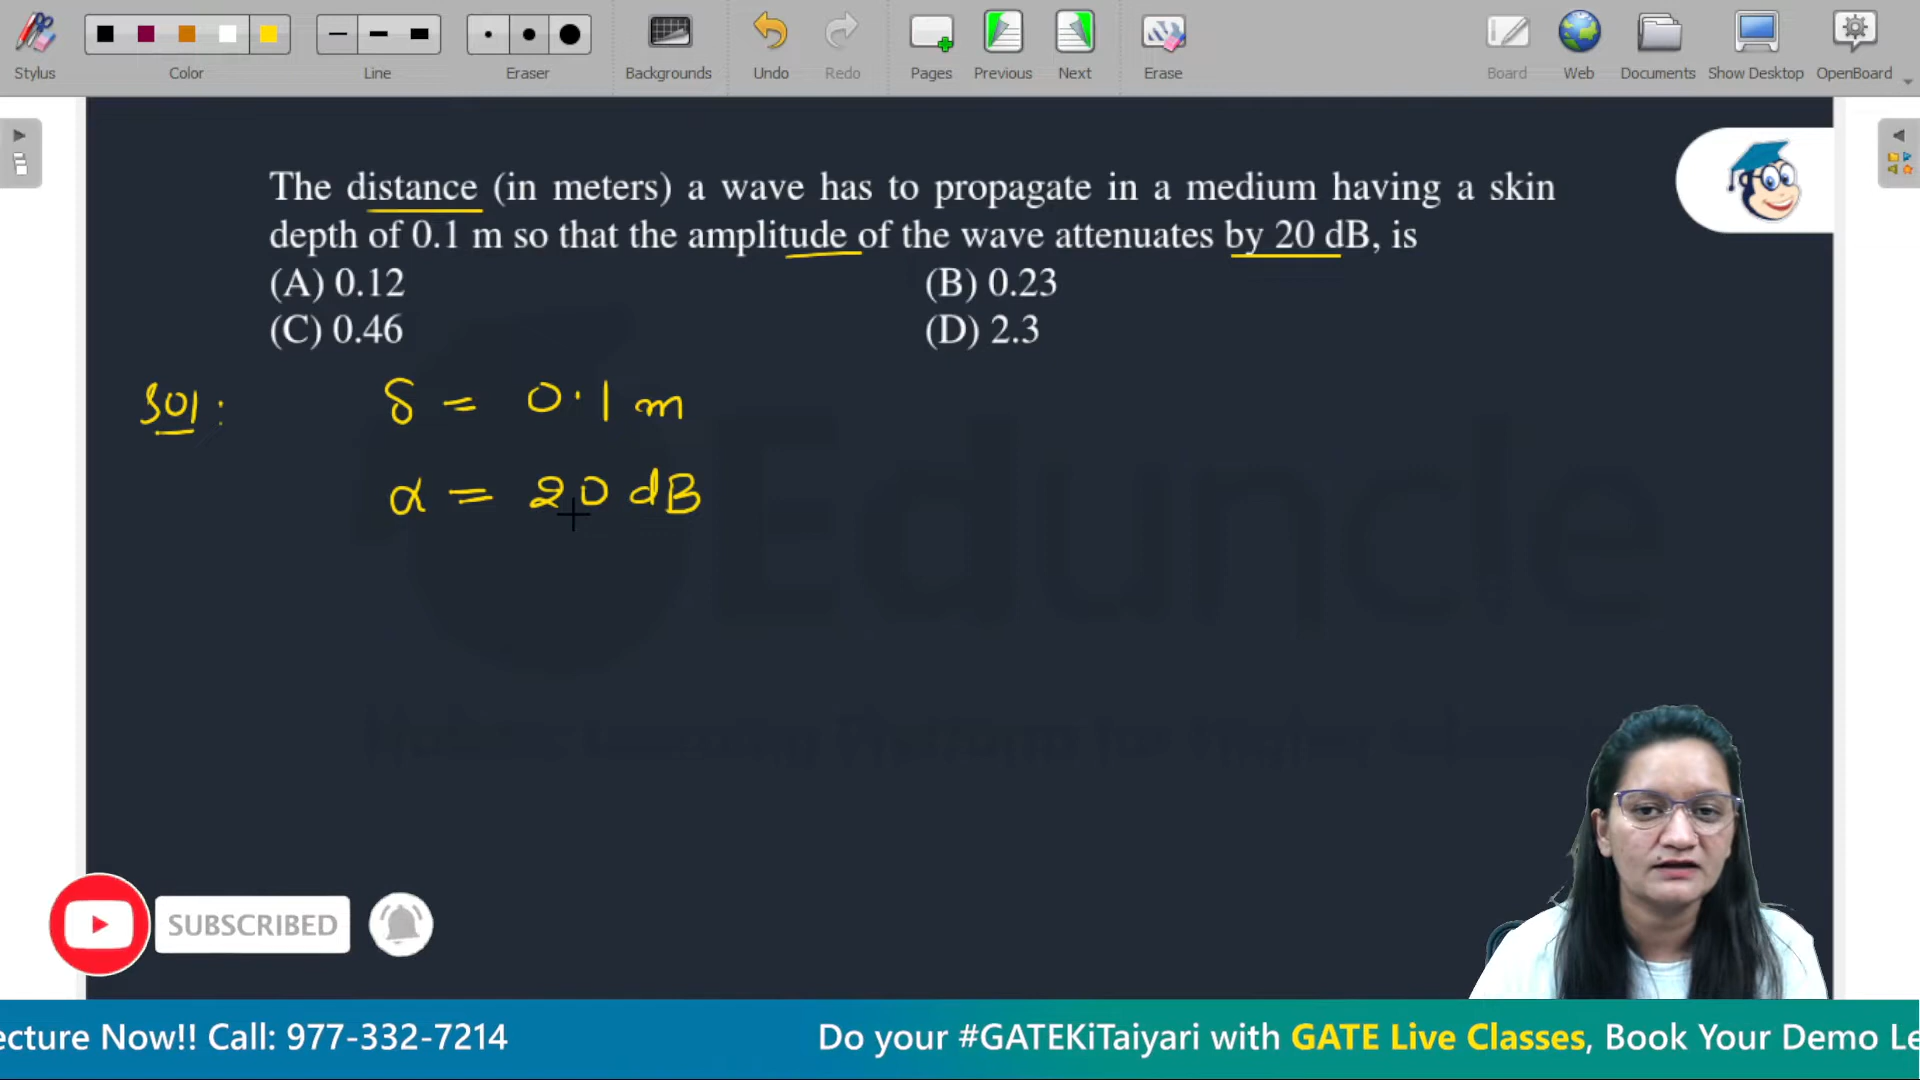 Stylus
Color
Line
Eraser
Backgrounds
Undo
Redo
Pages
Previous
Next
Erase
Board
Web
Documents
Show Desktop
OpenBoard
The distance (in meters) a wave has to propagate in a medium having a skin
depth of 0.1 m so that the amplitude of the wave attenuates by 20 dB, is
(A) 0.12 (B) 0.23
(C) 0.46 (D) 2.3
Sol: δ = 0.1 m
α = 20 dB
Eduncle
SUBSCRIBED
ecture Now!! Call: 977-332-7214 Do your #GATEKiTaiyari with GATE Live Classes, Book Your Demo Le